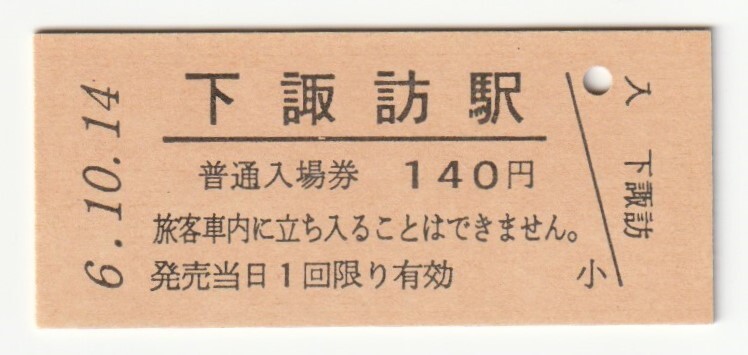 下諏訪駅
普通入場券 140円
旅客車内に立ち入ることはできません。
発売当日1回限り有効
小
6.10.14
入 下諏訪